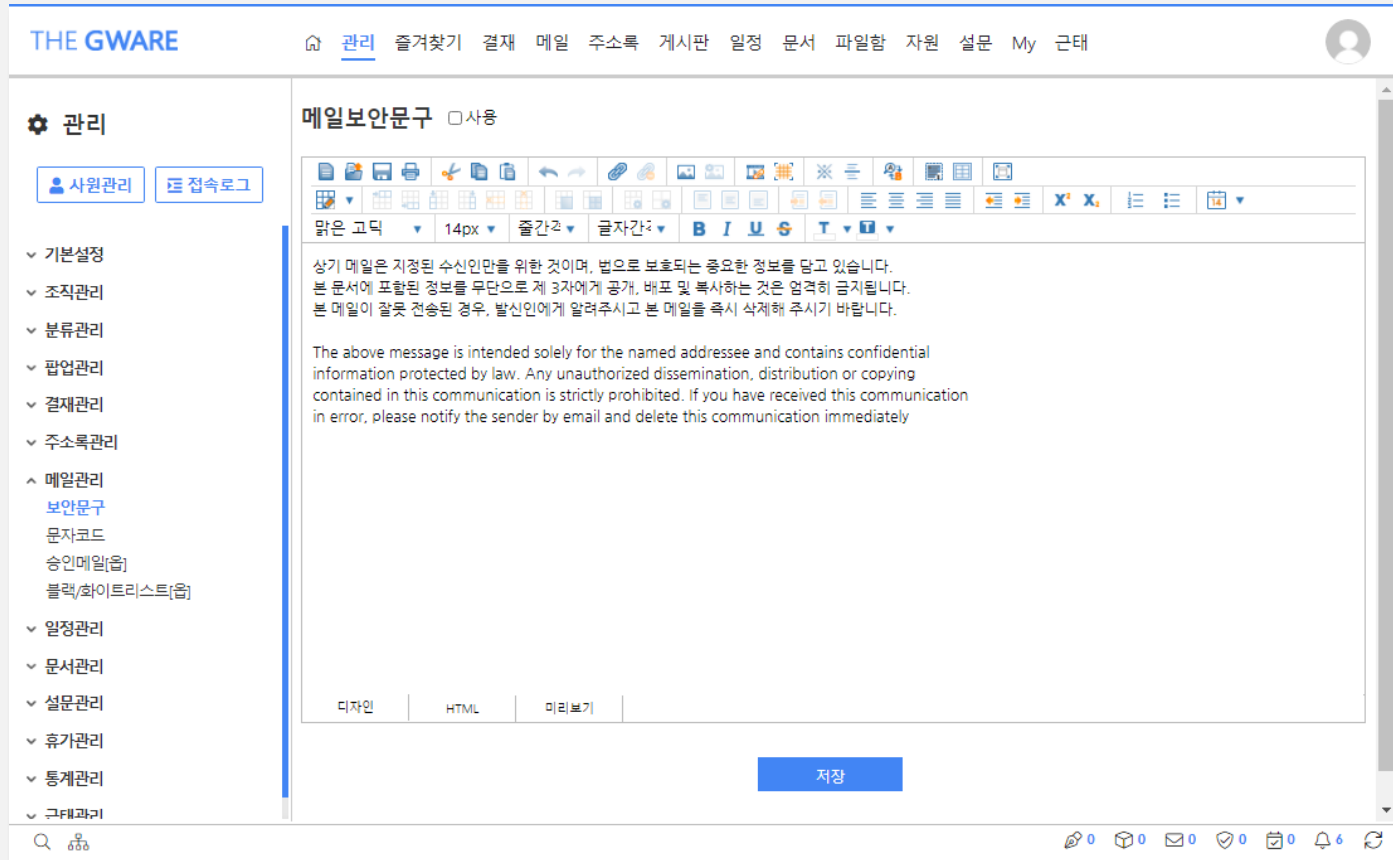 THE GWARE
관리 즐겨찾기 결재 메일 주소록 게시판 일정 문서 파일함 자원 설문 My 근태
관리
사원관리 접속로그
기본설정
조직관리
분류관리
팝업관리
결재관리
주소록관리
메일관리
보안문구
문자코드
승인메일[옵]
블랙/화이트리스트[옵]
일정관리
문서관리
설문관리
휴가관리
통계관리
근태관리
메일보안문구 사용
맑은 고딕 14px 줄간격 글자간격 B I U S T T
X² X₂ 14
상기 메일은 지정된 수신인만을 위한 것이며, 법으로 보호되는 중요한 정보를 담고 있습니다.
본 문서에 포함된 정보를 무단으로 제 3자에게 공개, 배포 및 복사하는 것은 엄격히 금지됩니다.
본 메일이 잘못 전송된 경우, 발신인에게 알려주시고 본 메일을 즉시 삭제해 주시기 바랍니다.
The above message is intended solely for the named addressee and contains confidential
information protected by law. Any unauthorized dissemination, distribution or copying
contained in this communication is strictly prohibited. If you have received this communication
in error, please notify the sender by email and delete this communication immediately
디자인 HTML 미리보기
저장
0 0 0 0 0 6